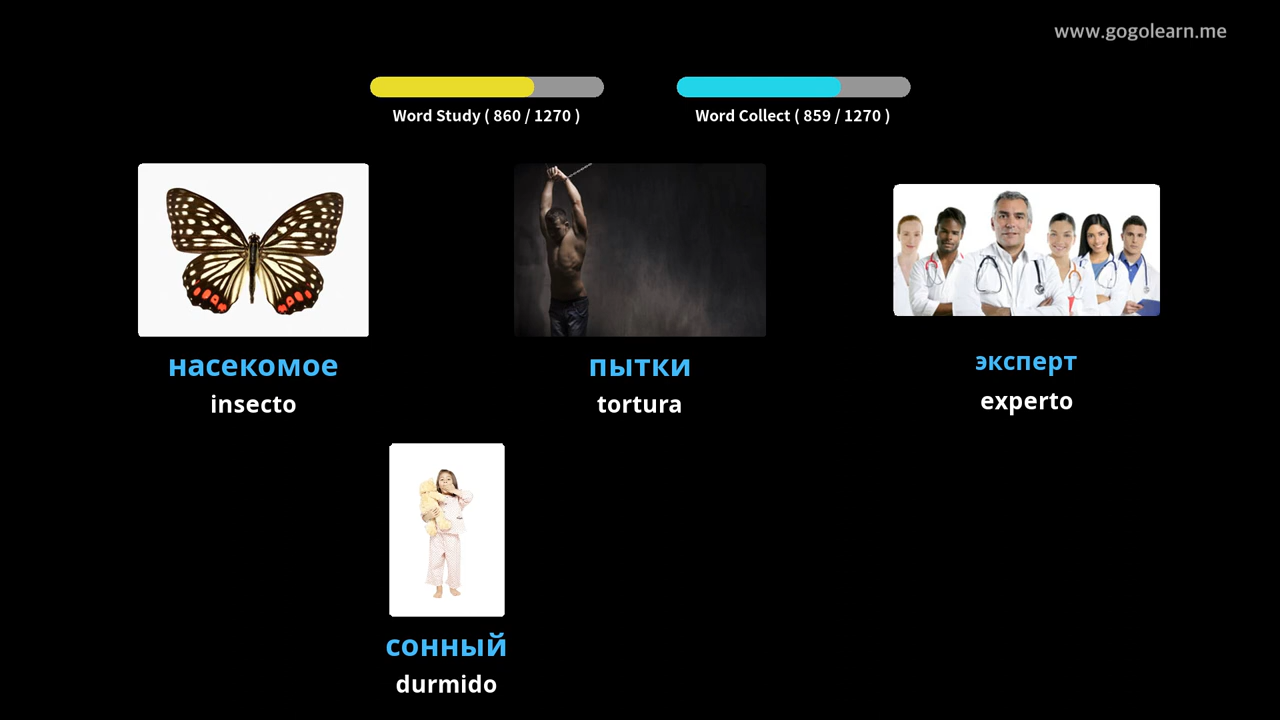 www.gogolearn.me
Word Study ( 860 / 1270 )
Word Collect ( 859 / 1270 )
насекомое
insecto
пытки
tortura
эксперт
experto
сонный
durmido